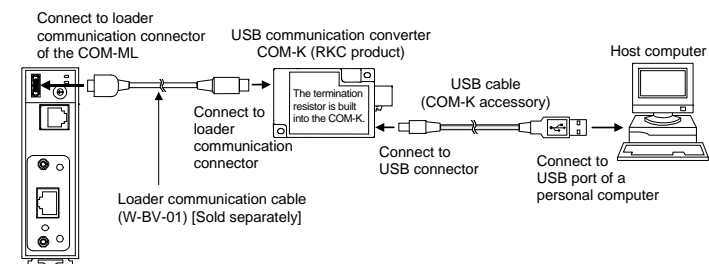 Connect to loader
communication connector
of the COM-ML
USB communication converter
COM-K (RKC product)
Host computer
The termination
resistor is built
into the COM-K.
USB cable
(COM-K accessory)
Connect to
loader
communication
connector
Connect to
USB connector
Connect to
USB port of a
personal computer
Loader communication cable
(W-BV-01) [Sold separately]